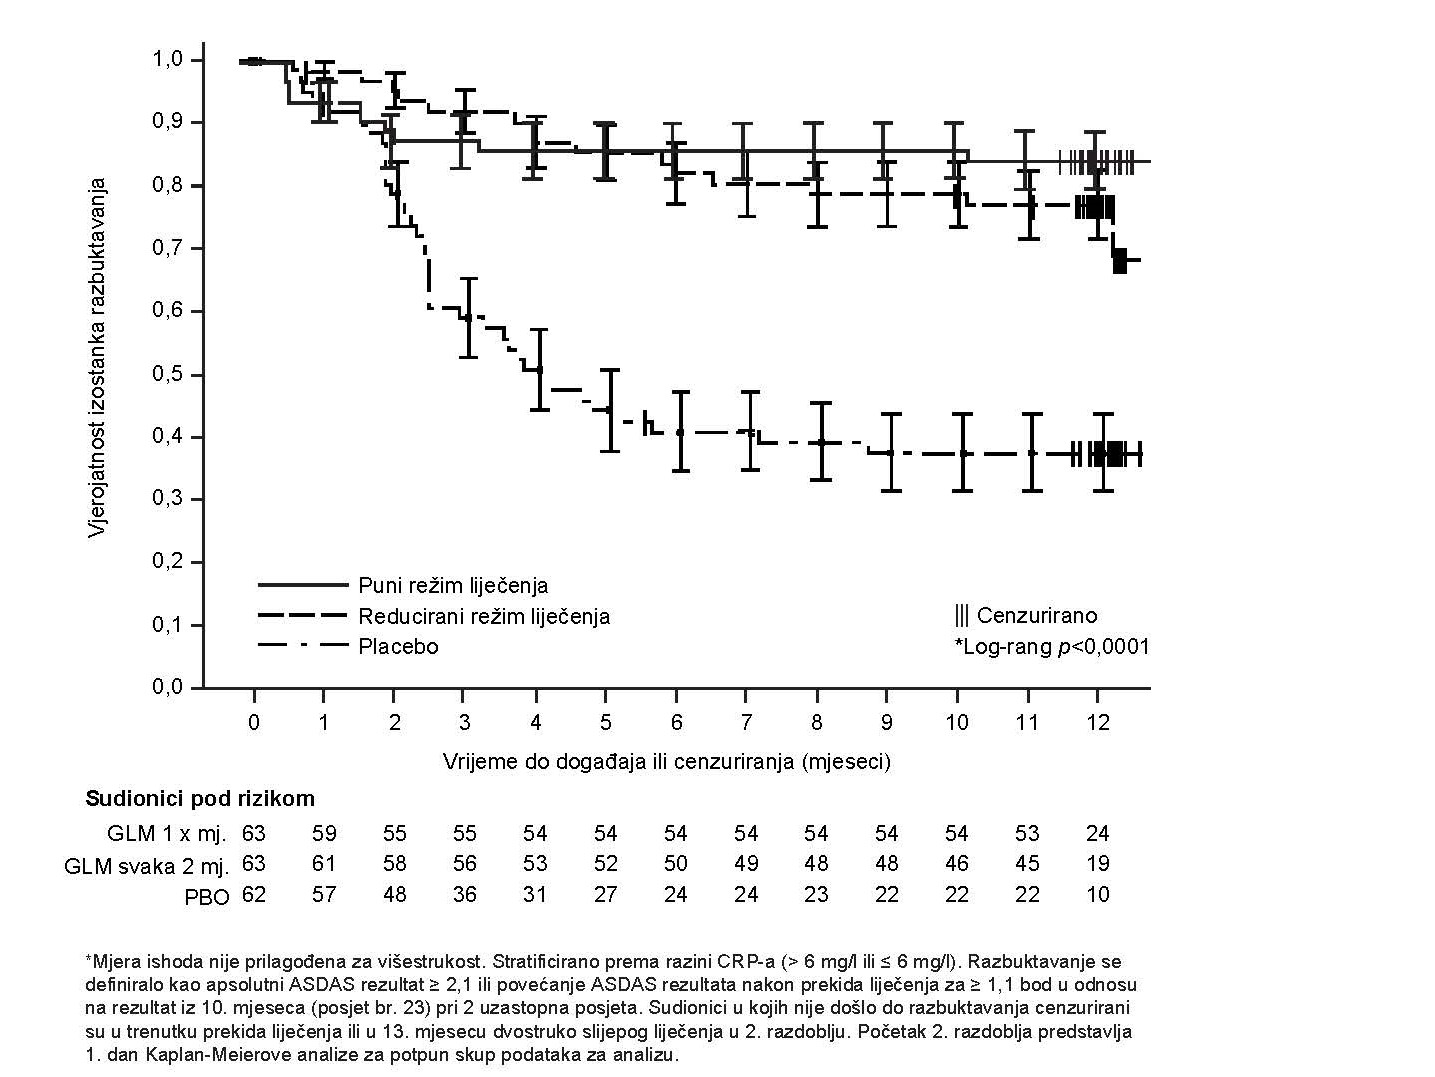 1,0
0,9
0,8
0,7
0,6
0,5
0,4
0,3
0,2
0,1
0,0
Vjerojatnost izostanka razbuktavanja
Puni režim liječenja
Reducirani režim liječenja
Placebo
||| Cenzurirano
*Log-rang p<0,0001
0 1 2 3 4 5 6 7 8 9 10 11 12
Vrijeme do događaja ili cenzuriranja (mjeseci)
Sudionici pod rizikom
GLM 1 x mj. 63 59 55 55 54 54 54 54 54 54 54 53 24
GLM svaka 2 mj. 63 61 58 56 53 52 50 49 48 48 46 45 19
PBO 62 57 48 36 31 27 24 24 23 22 22 22 10
*Mjera ishoda nije prilagođena za višestrukost. Stratificirano prema razini CRP-a (> 6 mg/l ili ≤ 6 mg/l). Razbuktavanje se
definiralo kao apsolutni ASDAS rezultat ≥ 2,1 ili povećanje ASDAS rezultata nakon prekida liječenja za ≥ 1,1 bod u odnosu
na rezultat iz 10. mjeseca (posjet br. 23) pri 2 uzastopna posjeta. Sudionici u kojih nije došlo do razbuktavanja cenzurirani
su u trenutku prekida liječenja ili u 13. mjesecu dvostruko slijepog liječenja u 2. razdoblju. Početak 2. razdoblja predstavlja
1. dan Kaplan-Meierove analize za potpun skup podataka za analizu.